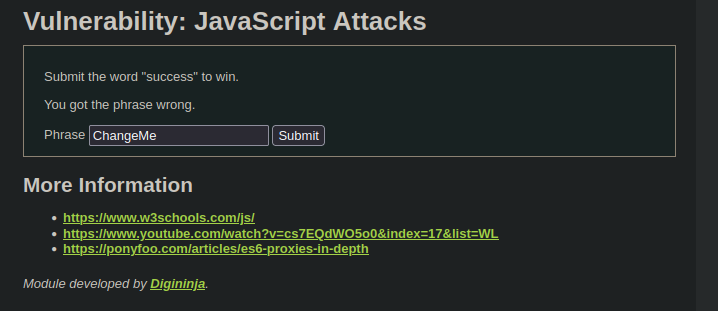 Vulnerability: JavaScript Attacks
Submit the word "success" to win.
You got the phrase wrong.
Phrase ChangeMe Submit
More Information
https://www.w3schools.com/js/
https://www.youtube.com/watch?v=cs7EQdWO5o0&index=17&list=WL
https://ponyfoo.com/articles/es6-proxies-in-depth
Module developed by Digininja.